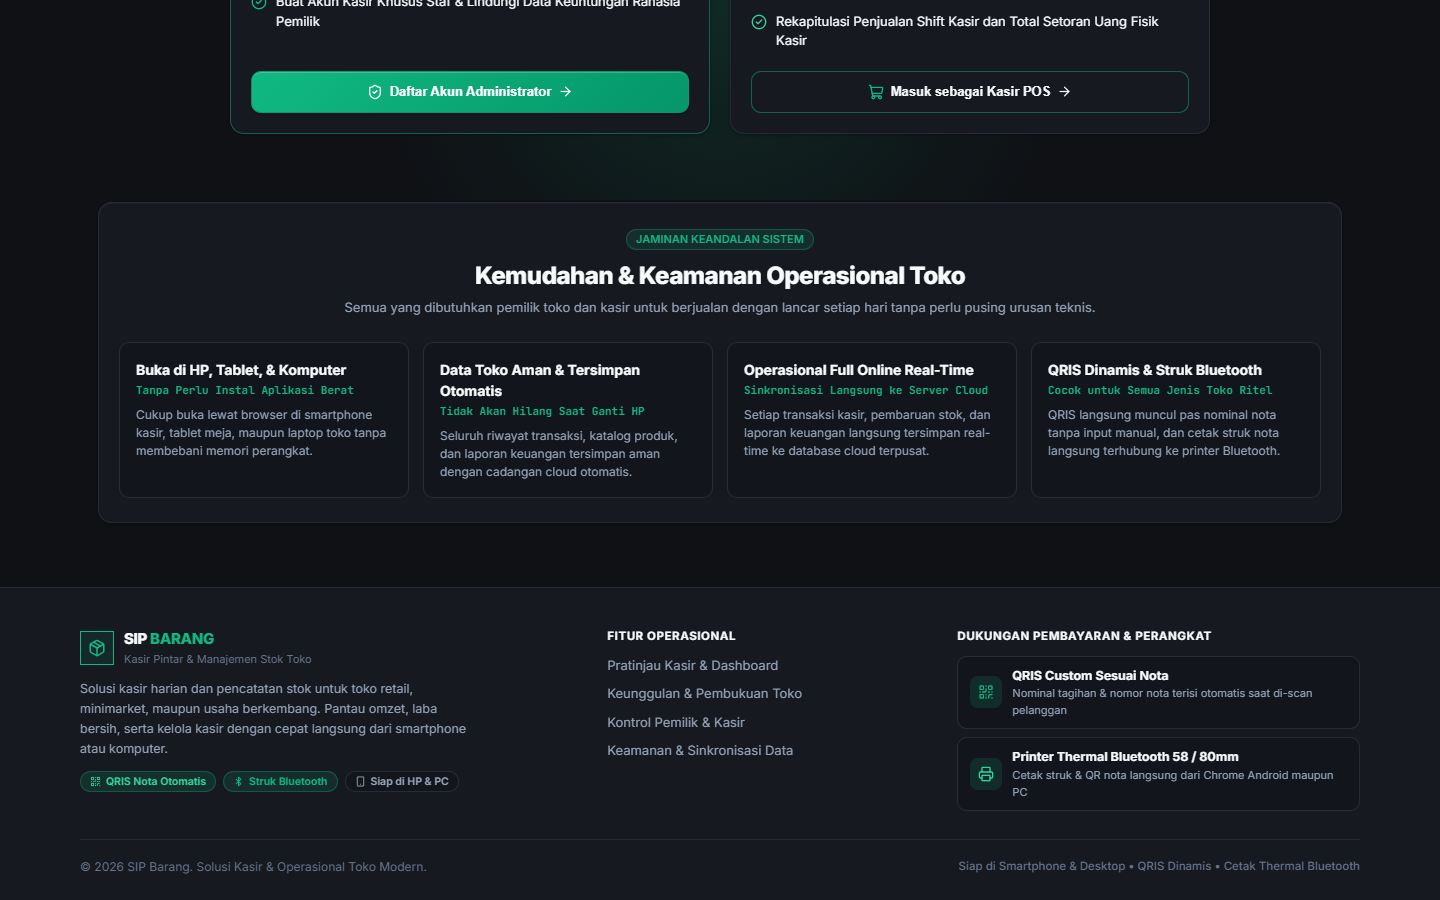 Buat Akun Kasir Khusus Staf & Lindungi Data Keuntungan Rahasia
Pemilik
Daftar Akun Administrator →
Rekapitulasi Penjualan Shift Kasir dan Total Setoran Uang Fisik
Kasir
Masuk sebagai Kasir POS →
JAMINAN KEANDALAN SISTEM
Kemudahan & Keamanan Operasional Toko
Semua yang dibutuhkan pemilik toko dan kasir untuk berjualan dengan lancar setiap hari tanpa perlu pusing urusan teknis.
Buka di HP, Tablet, & Komputer
Tanpa Perlu Instal Aplikasi Berat
Cukup buka lewat browser di smartphone
kasir, tablet meja, maupun laptop toko tanpa
membebani memori perangkat.
Data Toko Aman & Tersimpan
Otomatis
Tidak Akan Hilang Saat Ganti HP
Seluruh riwayat transaksi, katalog produk,
dan laporan keuangan tersimpan aman
dengan cadangan cloud otomatis.
Operasional Full Online Real-Time
Sinkronisasi Langsung ke Server Cloud
Setiap transaksi kasir, pembaruan stok, dan
laporan keuangan langsung tersimpan real-
time ke database cloud terpusat.
QRIS Dinamis & Struk Bluetooth
Cocok untuk Semua Jenis Toko Ritel
QRIS langsung muncul pas nominal nota
tanpa input manual, dan cetak struk nota
langsung terhubung ke printer Bluetooth.
SIP BARANG
Kasir Pintar & Manajemen Stok Toko
Solusi kasir harian dan pencatatan stok untuk toko retail,
minimarket, maupun usaha berkembang. Pantau omzet, laba
bersih, serta kelola kasir dengan cepat langsung dari smartphone
atau komputer.
QRIS Nota Otomatis
Struk Bluetooth
Siap di HP & PC
FITUR OPERASIONAL
Pratinjau Kasir & Dashboard
Keunggulan & Pembukuan Toko
Kontrol Pemilik & Kasir
Keamanan & Sinkronisasi Data
DUKUNGAN PEMBAYARAN & PERANGKAT
QRIS Custom Sesuai Nota
Nominal tagihan & nomor nota terisi otomatis saat di-scan
pelanggan
Printer Thermal Bluetooth 58 / 80mm
Cetak struk & QR nota langsung dari Chrome Android maupun
PC
© 2026 SIP Barang. Solusi Kasir & Operasional Toko Modern.
Siap di Smartphone & Desktop • QRIS Dinamis • Cetak Thermal Bluetooth